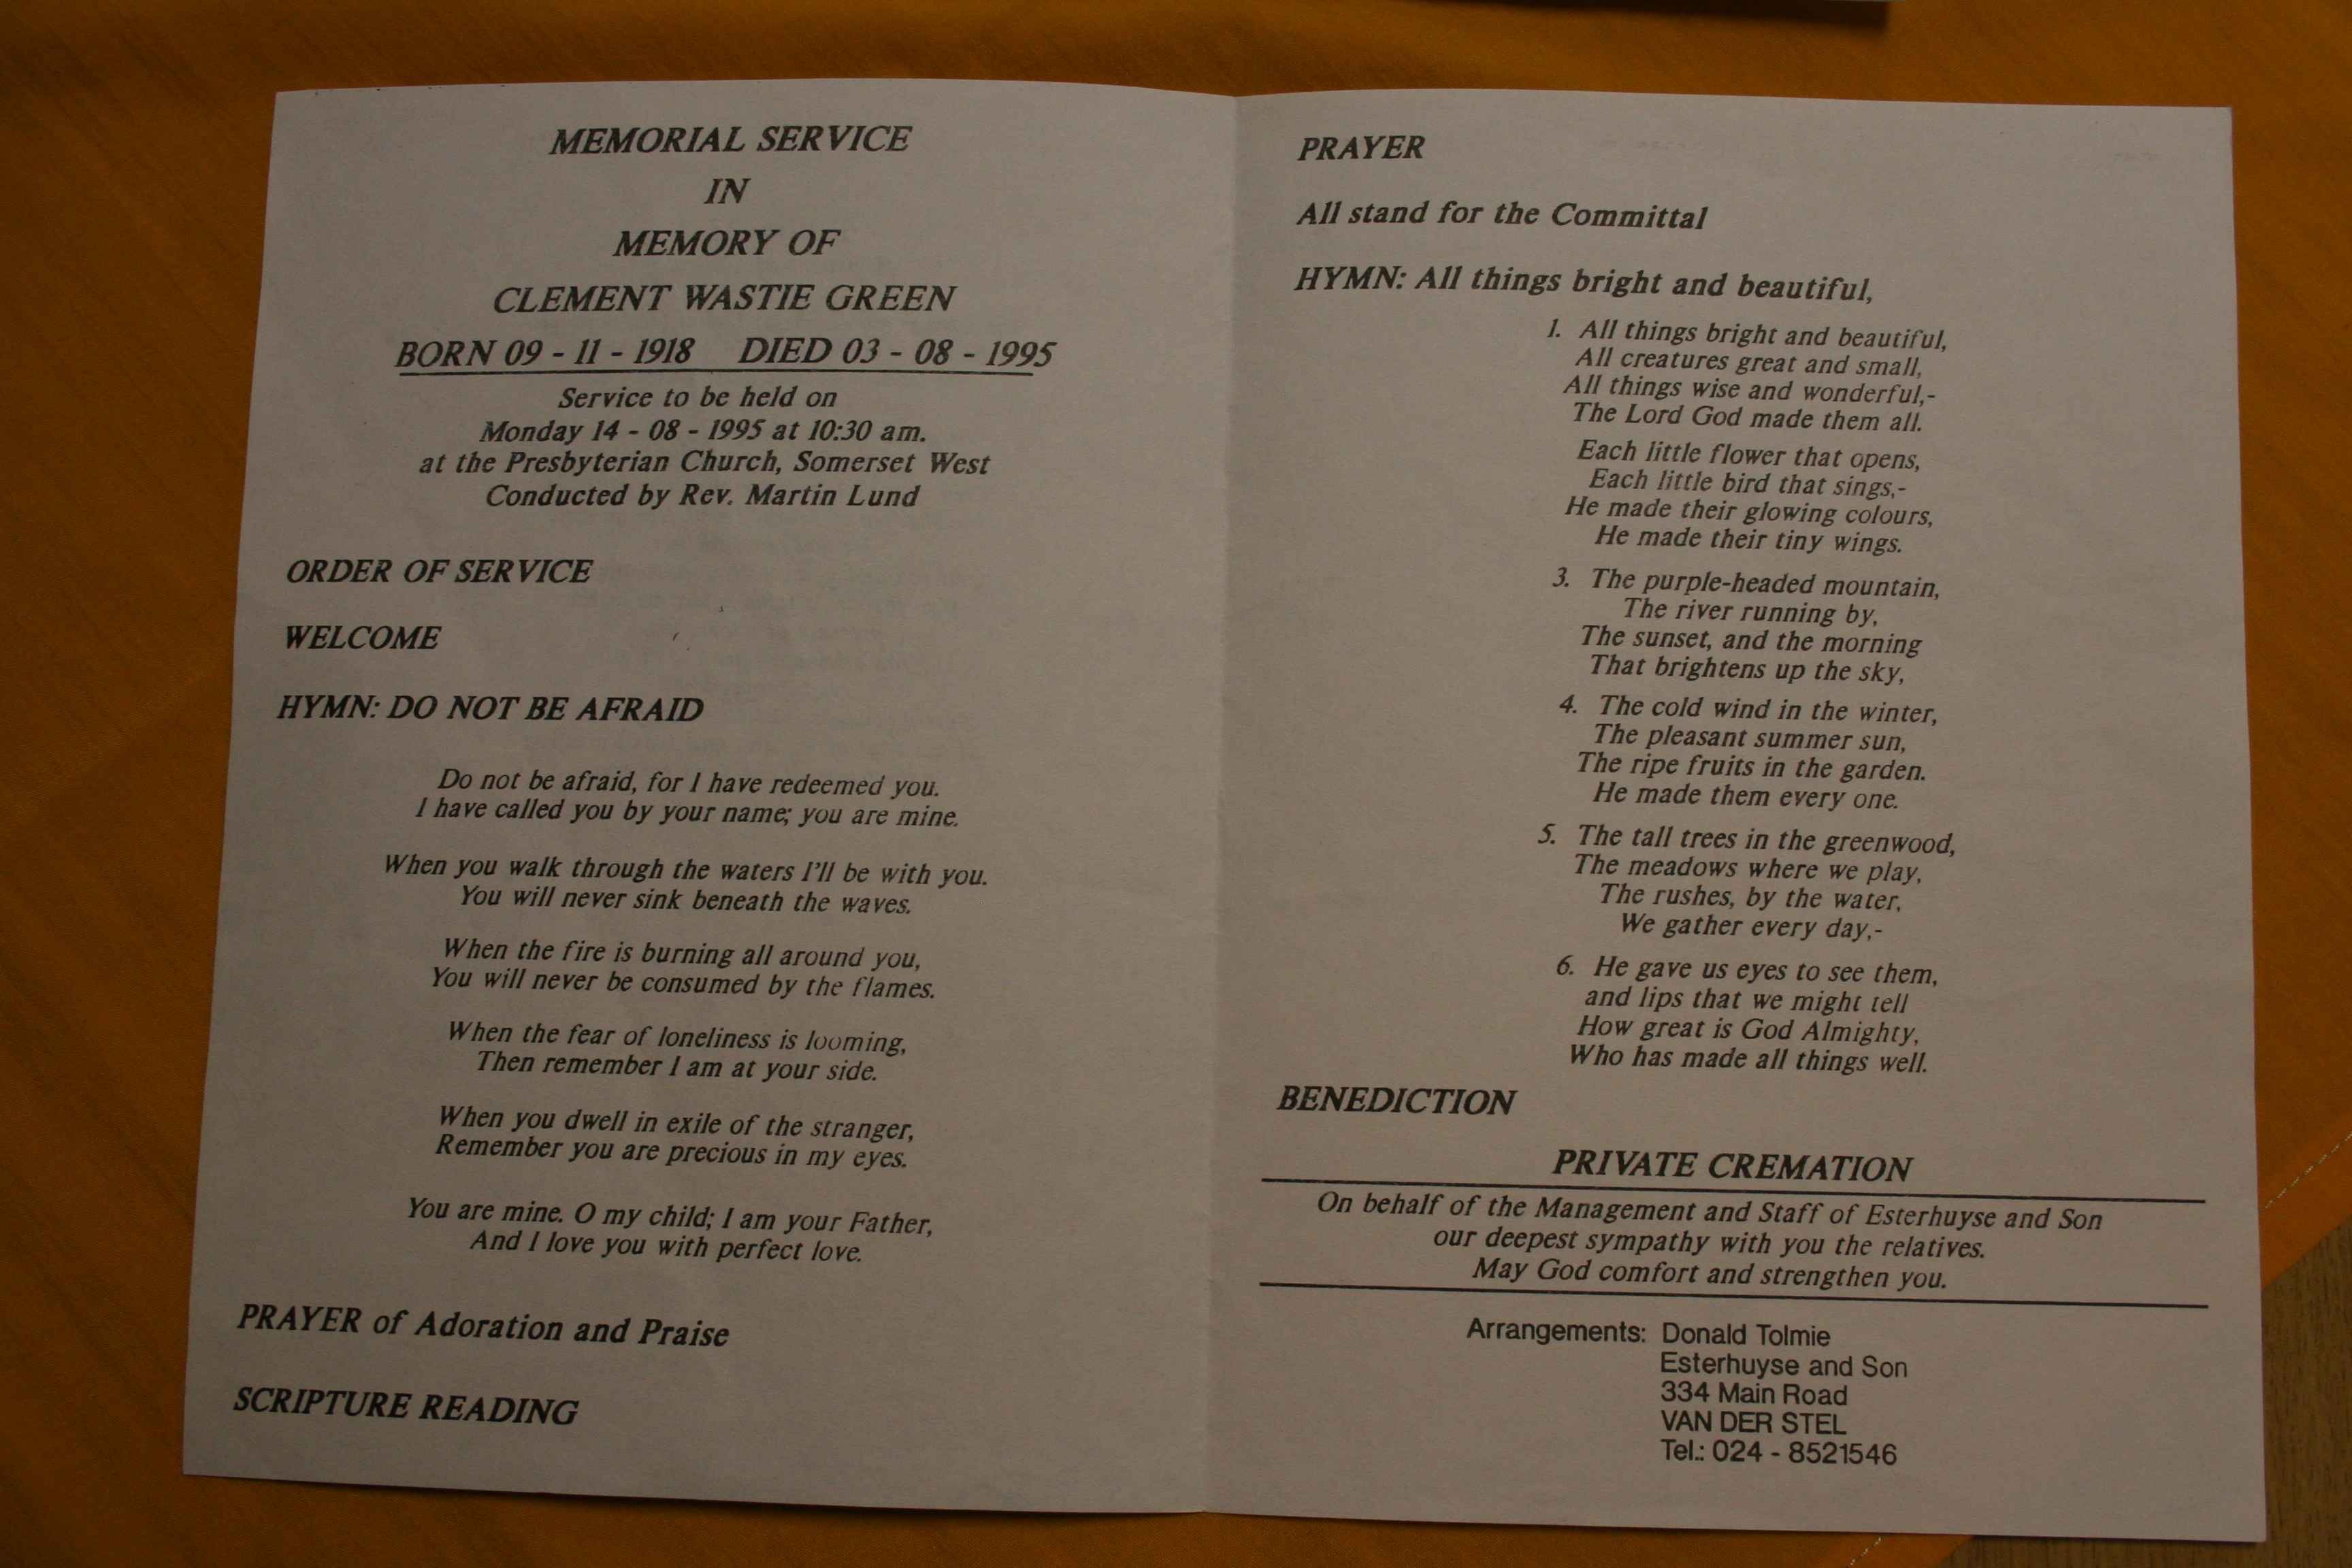 MEMORIAL SERVICE
IN
MEMORY OF
CLEMENT WASTIE GREEN
BORN 09 - 11 - 1918 DIED 03 - 08 - 1995
Service to be held on
Monday 14 - 08 - 1995 at 10:30 am.
at the Presbyterian Church, Somerset West
Conducted by Rev. Martin Lund
ORDER OF SERVICE
WELCOME
HYMN: DO NOT BE AFRAID
Do not be afraid, for I have redeemed you.
I have called you by your name; you are mine.
When you walk through the waters I'll be with you.
You will never sink beneath the waves.
When the fire is burning all around you,
You will never be consumed by the flames.
When the fear of loneliness is looming,
Then remember I am at your side.
When you dwell in exile of the stranger,
Remember you are precious in my eyes.
You are mine. O my child; I am your Father,
And I love you with perfect love.
PRAYER of Adoration and Praise
SCRIPTURE READING
PRAYER
All stand for the Committal
HYMN: All things bright and beautiful,
1. All things bright and beautiful,
All creatures great and small,
All things wise and wonderful,-
The Lord God made them all.
Each little flower that opens,
Each little bird that sings,-
He made their glowing colours,
He made their tiny wings.
3. The purple-headed mountain,
The river running by,
The sunset, and the morning
That brightens up the sky,
4. The cold wind in the winter,
The pleasant summer sun,
The ripe fruits in the garden.
He made them every one.
5. The tall trees in the greenwood,
The meadows where we play,
The rushes, by the water,
We gather every day,-
6. He gave us eyes to see them,
and lips that we might tell
How great is God Almighty,
Who has made all things well.
BENEDICTION
PRIVATE CREMATION
On behalf of the Management and Staff of Esterhuyse and Son
our deepest sympathy with you the relatives.
May God comfort and strengthen you.
Arrangements: Donald Tolmie
Esterhuyse and Son
334 Main Road
VAN DER STEL
Tel.: 024 - 8521546